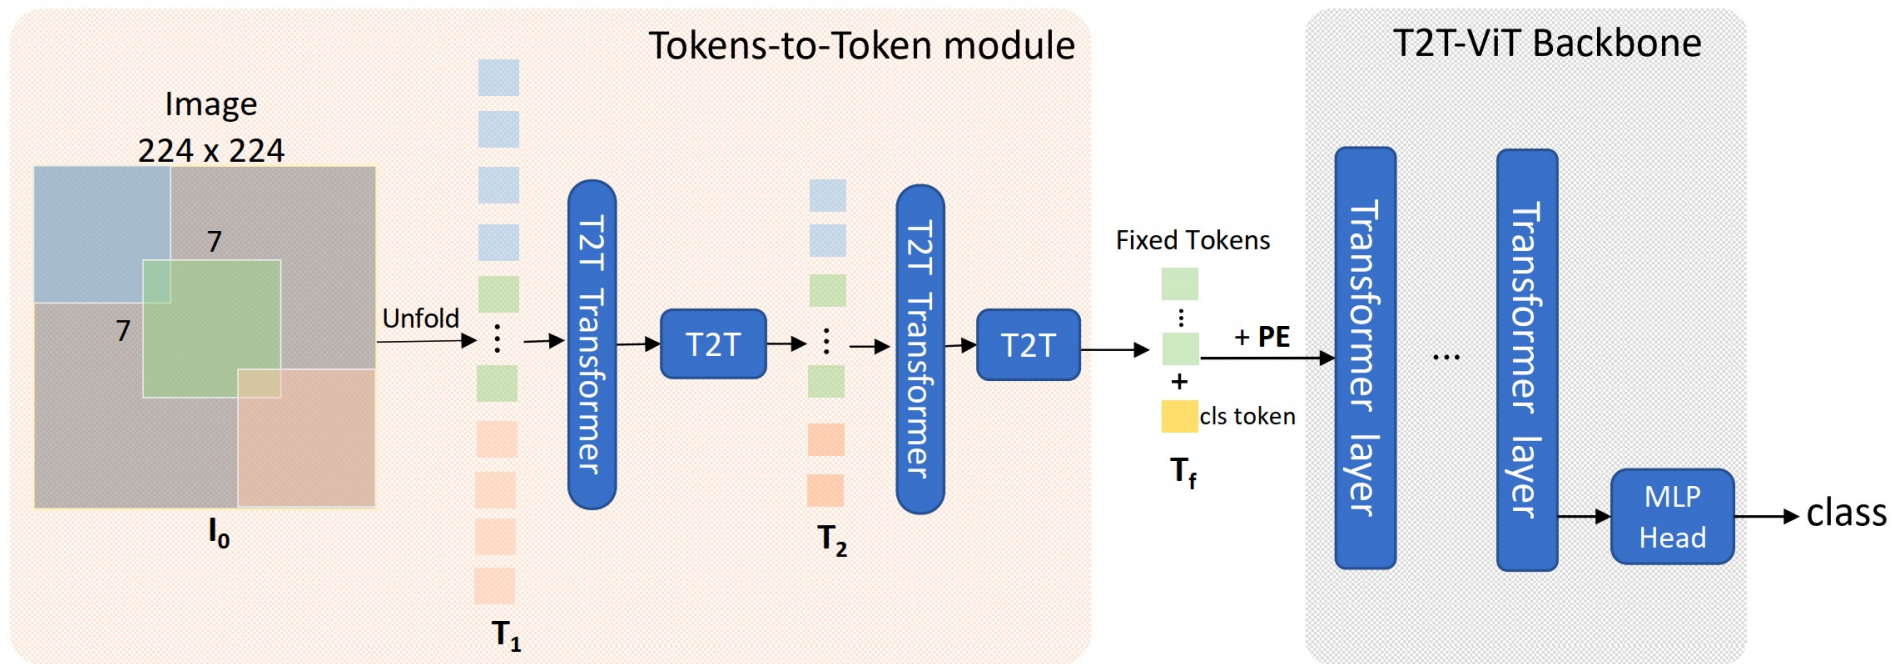 Tokens-to-Token module
T2T-ViT Backbone
Image
224 x 224
7
7
I0
Unfold
T1
T2T Transformer
T2T
T2
T2T Transformer
T2T
Fixed Tokens
+
cls token
Tf
+ PE
Transformer layer
...
Transformer layer
MLP
Head
class